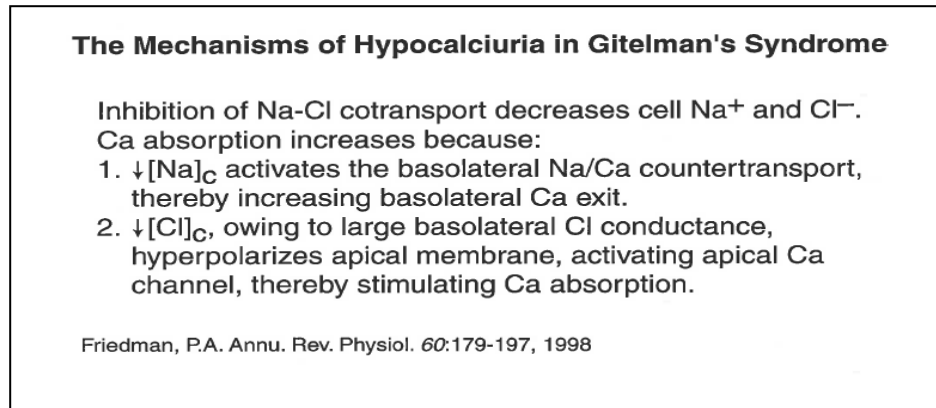 The Mechanisms of Hypocalciuria in Gitelman's Syndrome
Inhibition of Na-Cl cotransport decreases cell Na+ and Cl−.
Ca absorption increases because:
1. ↓[Na]c activates the basolateral Na/Ca countertransport,
thereby increasing basolateral Ca exit.
2. ↓[Cl]c, owing to large basolateral Cl conductance,
hyperpolarizes apical membrane, activating apical Ca
channel, thereby stimulating Ca absorption.
Friedman, P.A. Annu. Rev. Physiol. 60:179-197, 1998